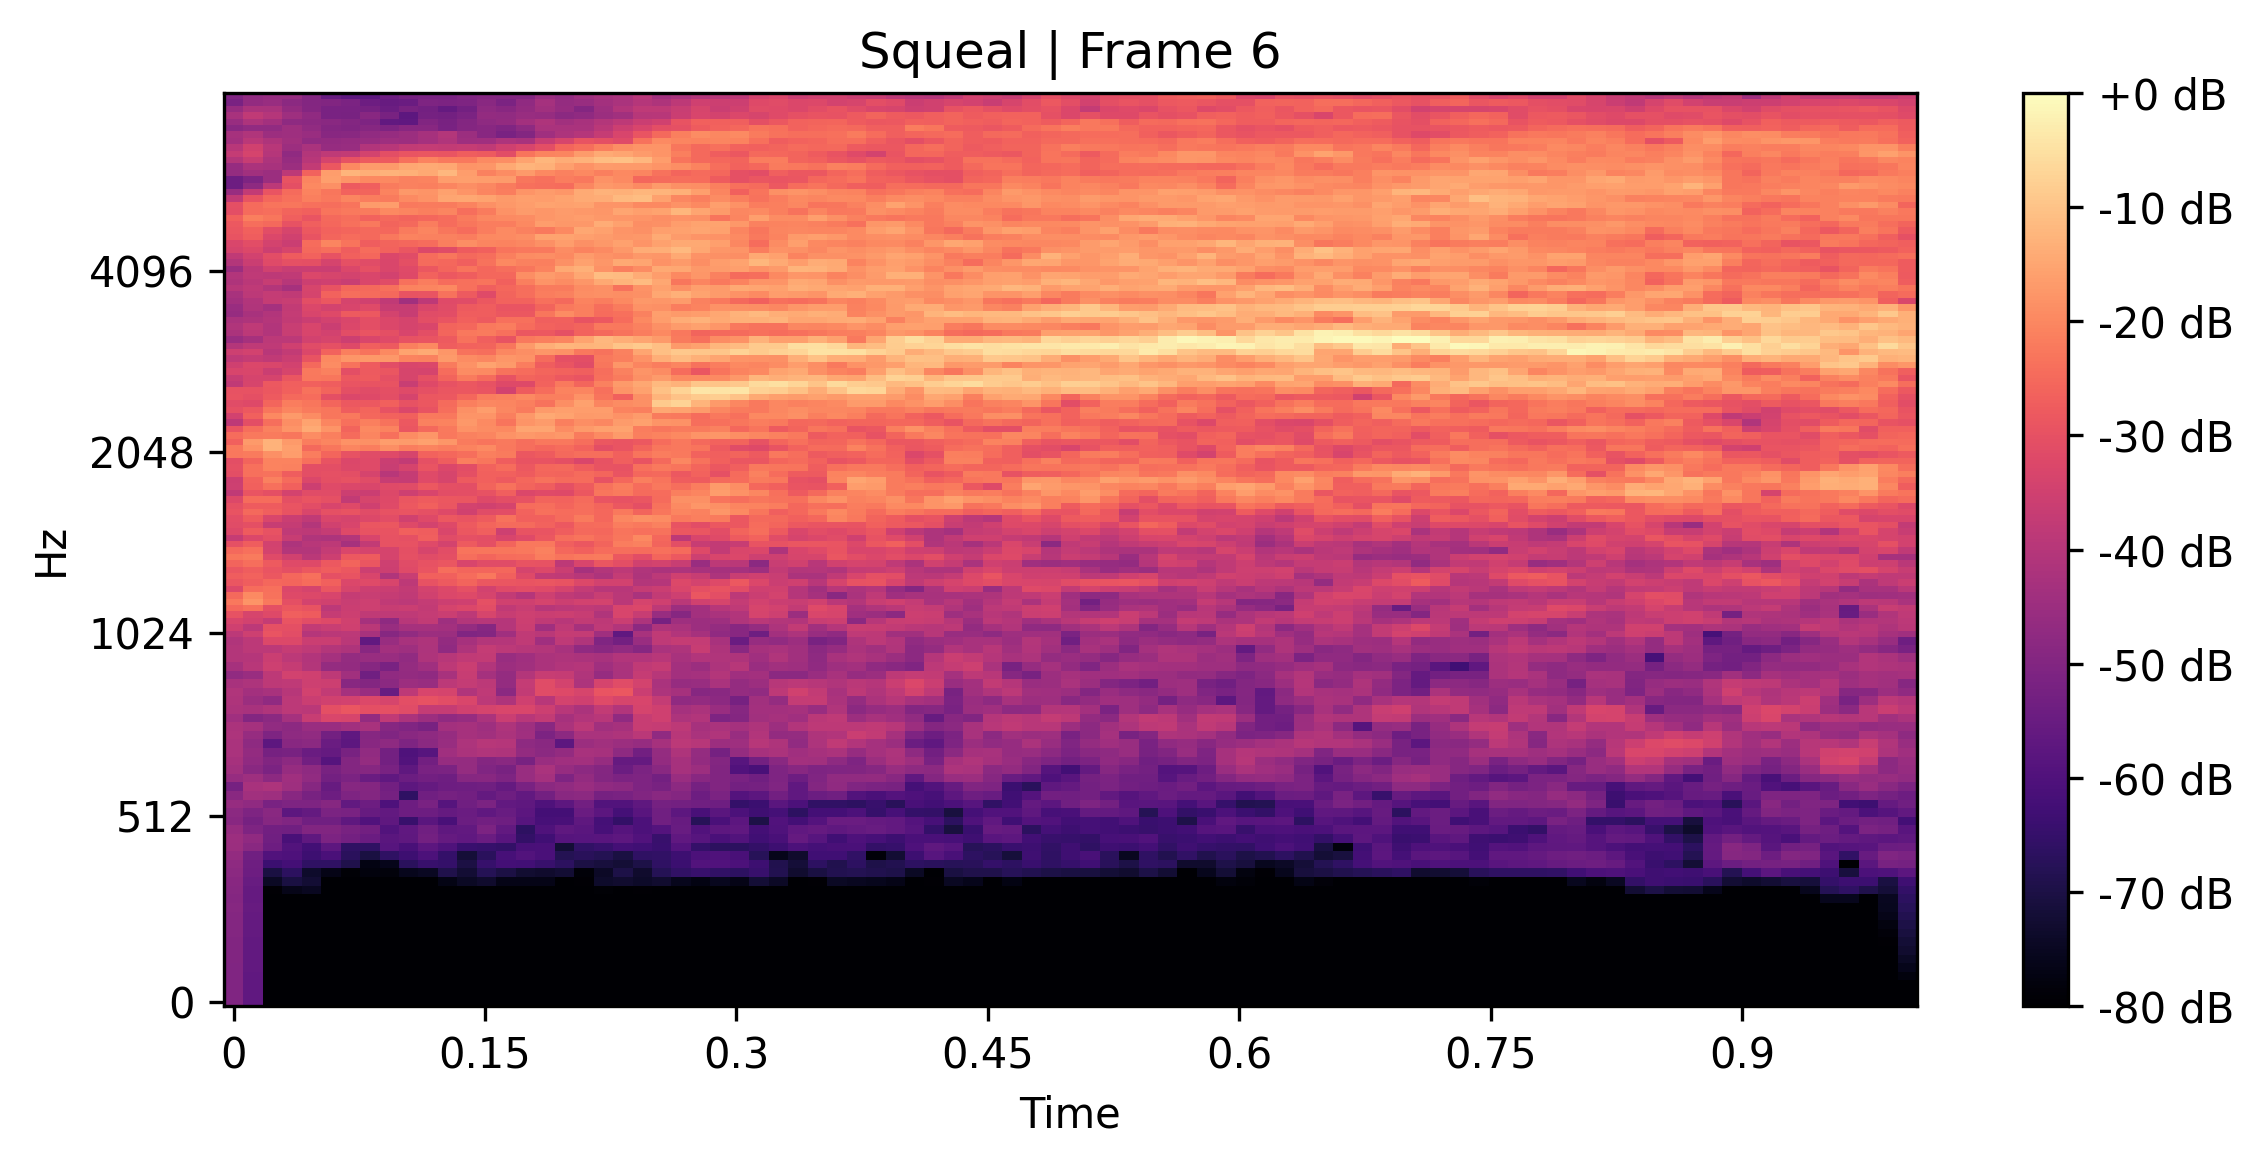 Squeal | Frame 6
+0 dB
-10 dB
-20 dB
-30 dB
-40 dB
-50 dB
-60 dB
-70 dB
-80 dB
Hz
4096
2048
1024
512
0
0 0.15 0.3 0.45 0.6 0.75 0.9
Time